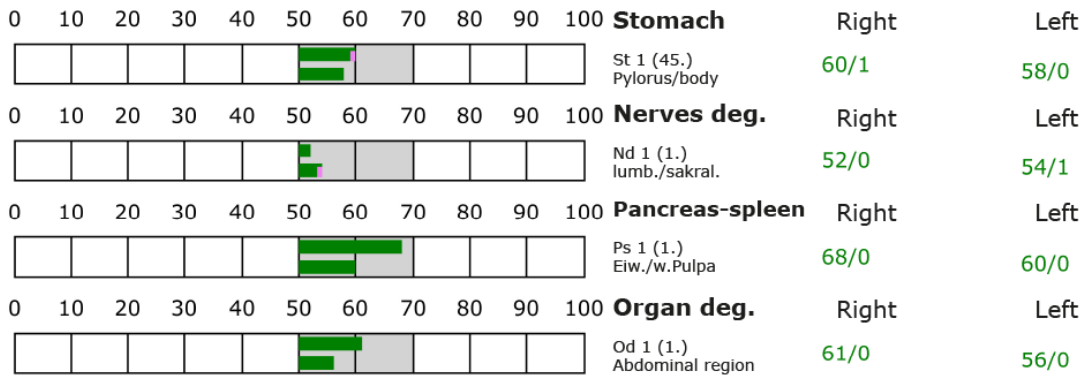 0 10 20 30 40 50 60 70 80 90 100 Stomach Right Left
St 1 (45.)
Pylorus/body
60/1 58/0
0 10 20 30 40 50 60 70 80 90 100 Nerves deg. Right Left
Nd 1 (1.)
lumb./sakral.
52/0 54/1
0 10 20 30 40 50 60 70 80 90 100 Pancreas-spleen Right Left
Ps 1 (1.)
Eiw./w.Pulpa
68/0 60/0
0 10 20 30 40 50 60 70 80 90 100 Organ deg. Right Left
Od 1 (1.)
Abdominal region
61/0 56/0